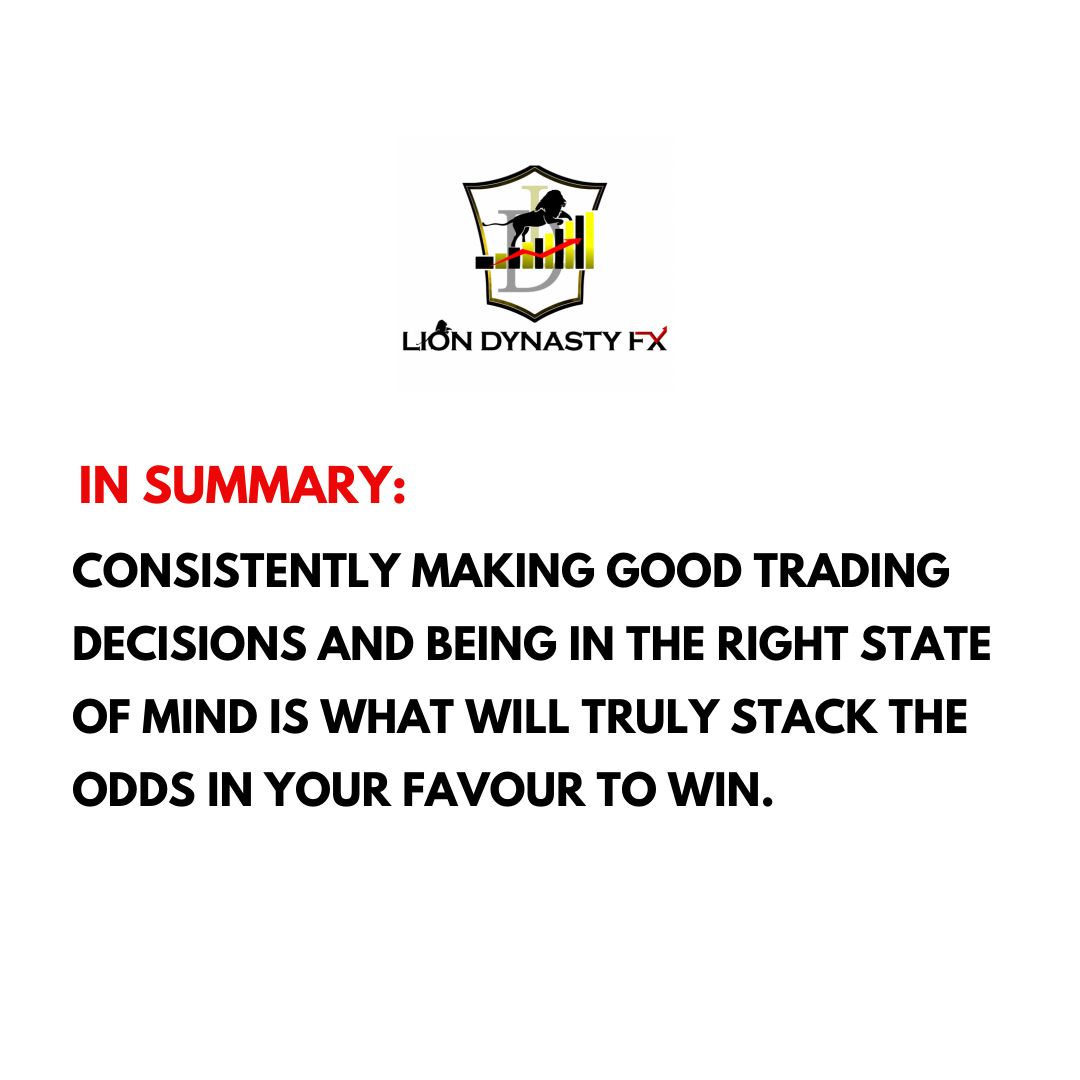 LD
LION DYNASTY FX
IN SUMMARY:
CONSISTENTLY MAKING GOOD TRADING
DECISIONS AND BEING IN THE RIGHT STATE
OF MIND IS WHAT WILL TRULY STACK THE
ODDS IN YOUR FAVOUR TO WIN.